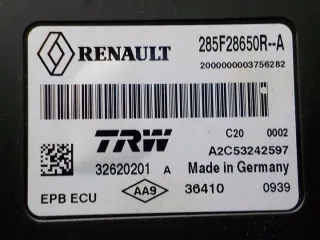 RENAULT 285F28650R--A
2000000003756282
TRW C20 0002
A2C53242597
32620201 A Made in Germany
EPB ECU AA9 36410 0939